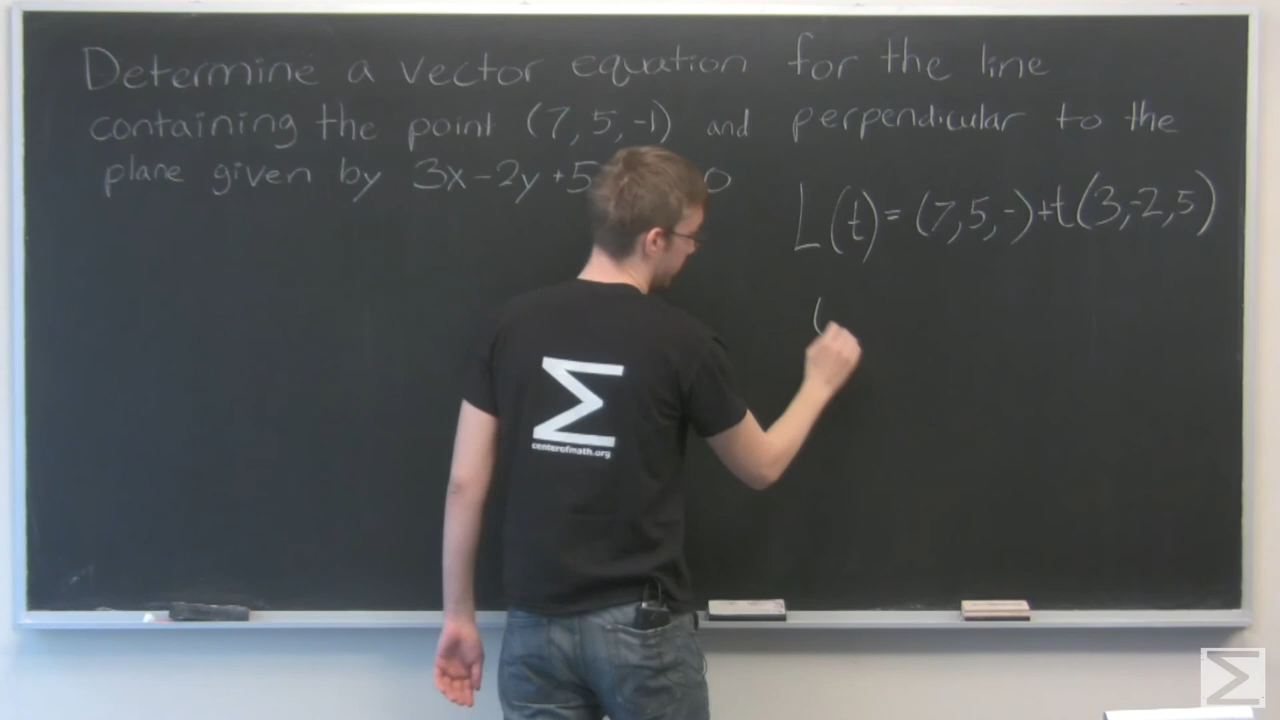 Determine a vector equation for the line
containing the point (7, 5, -1) and perpendicular to the
plane given by 3x - 2y + 5 0
L(t) = (7, 5, -) + t(3, -2, 5)
(
Σ
centerofmath.org
Σ